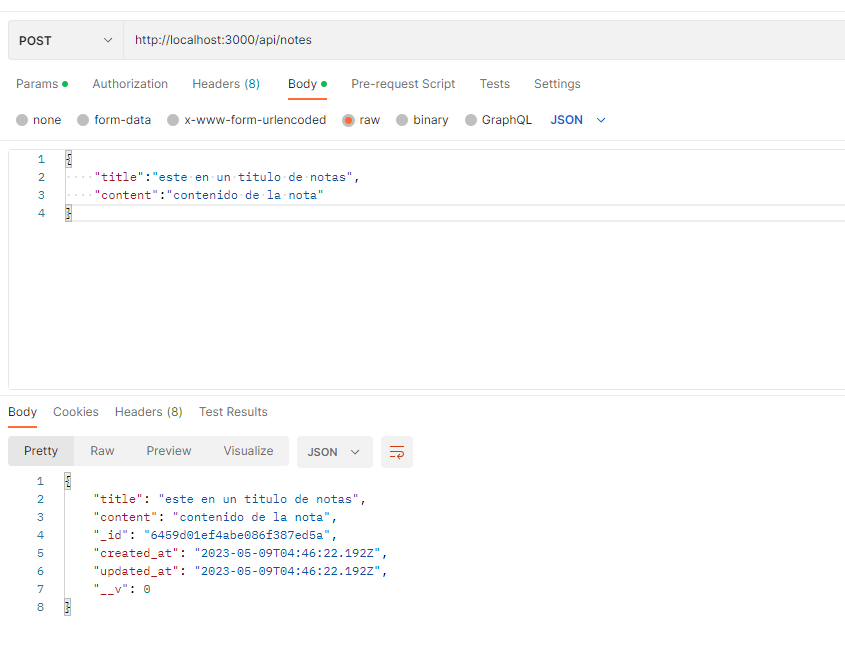 POST http://localhost:3000/api/notes
Params Authorization Headers (8) Body Pre-request Script Tests Settings
none form-data x-www-form-urlencoded raw binary GraphQL JSON
1 {
2 ····"title":"este·en·un·titulo·de·notas",
3 ····"content":"contenido·de·la·nota"
4 }
Body Cookies Headers (8) Test Results
Pretty Raw Preview Visualize JSON
1 {
2 "title": "este en un titulo de notas",
3 "content": "contenido de la nota",
4 "_id": "6459d01ef4abe086f387ed5a",
5 "created_at": "2023-05-09T04:46:22.192Z",
6 "updated_at": "2023-05-09T04:46:22.192Z",
7 "__v": 0
8 }